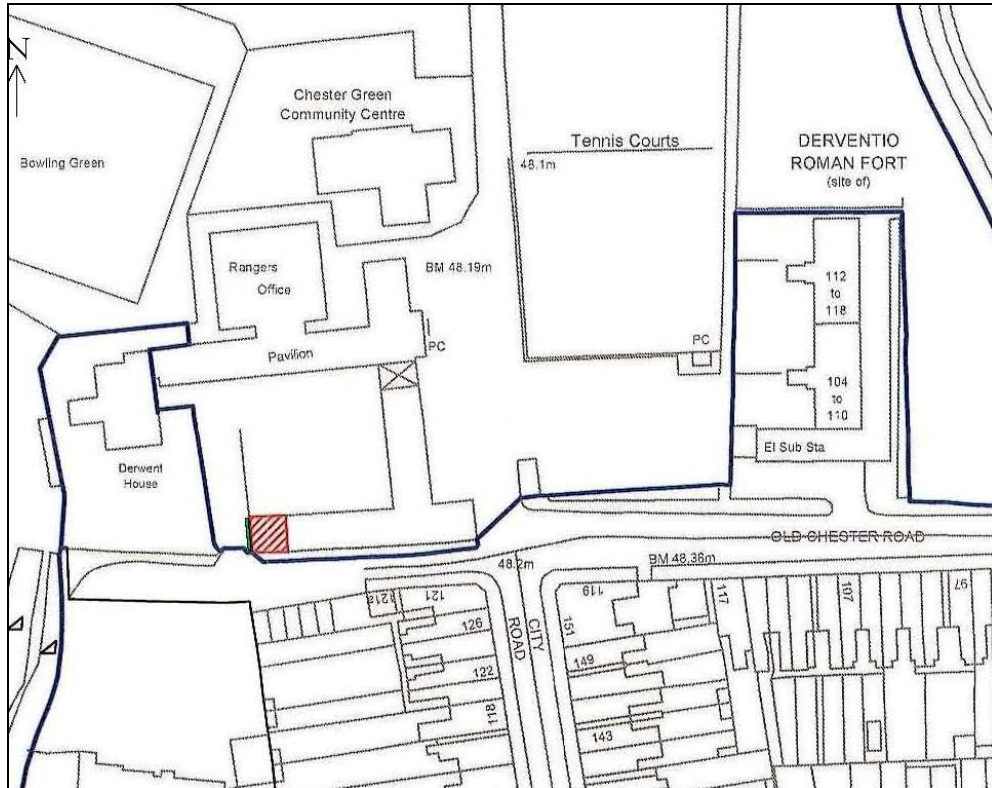 N
Chester Green
Community Centre
Bowling Green
Tennis Courts
48.1m
DERVENTIO
ROMAN FORT
(site of)
Rangers
Office
BM 48.19m
112
to
118
Pavilion
PC
PC
104
to
110
El Sub Sta
Derwent
House
OLD CHESTER ROAD
48.2m
BM 48.36m
121a
121
119
117
107
97
126
CITY
ROAD
151
122
149
118
143